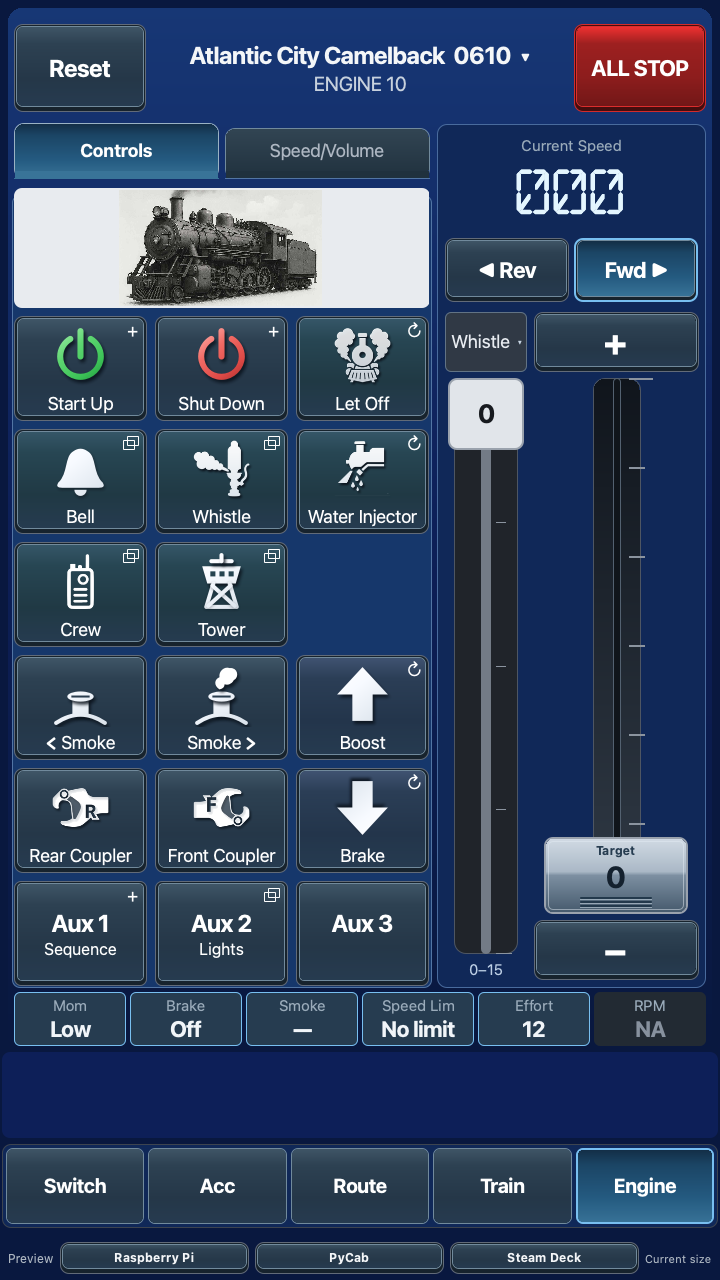 Reset
Atlantic City Camelback 0610 ▼
ENGINE 10
ALL STOP
Controls
Speed/Volume
Current Speed
000
◀ Rev
Fwd ▶
Whistle
+
Start Up
+
Shut Down
+
Let Off
Bell
Whistle
Water Injector
Crew
Tower
< Smoke
Smoke >
Boost
R
Rear Coupler
F
Front Coupler
Brake
Aux 1
+
Sequence
Aux 2
Lights
Aux 3
0
0–15
Target
0
−
Mom
Low
Brake
Off
Smoke
—
Speed Lim
No limit
Effort
12
RPM
NA
Switch
Acc
Route
Train
Engine
Preview
Raspberry Pi
PyCab
Steam Deck
Current size